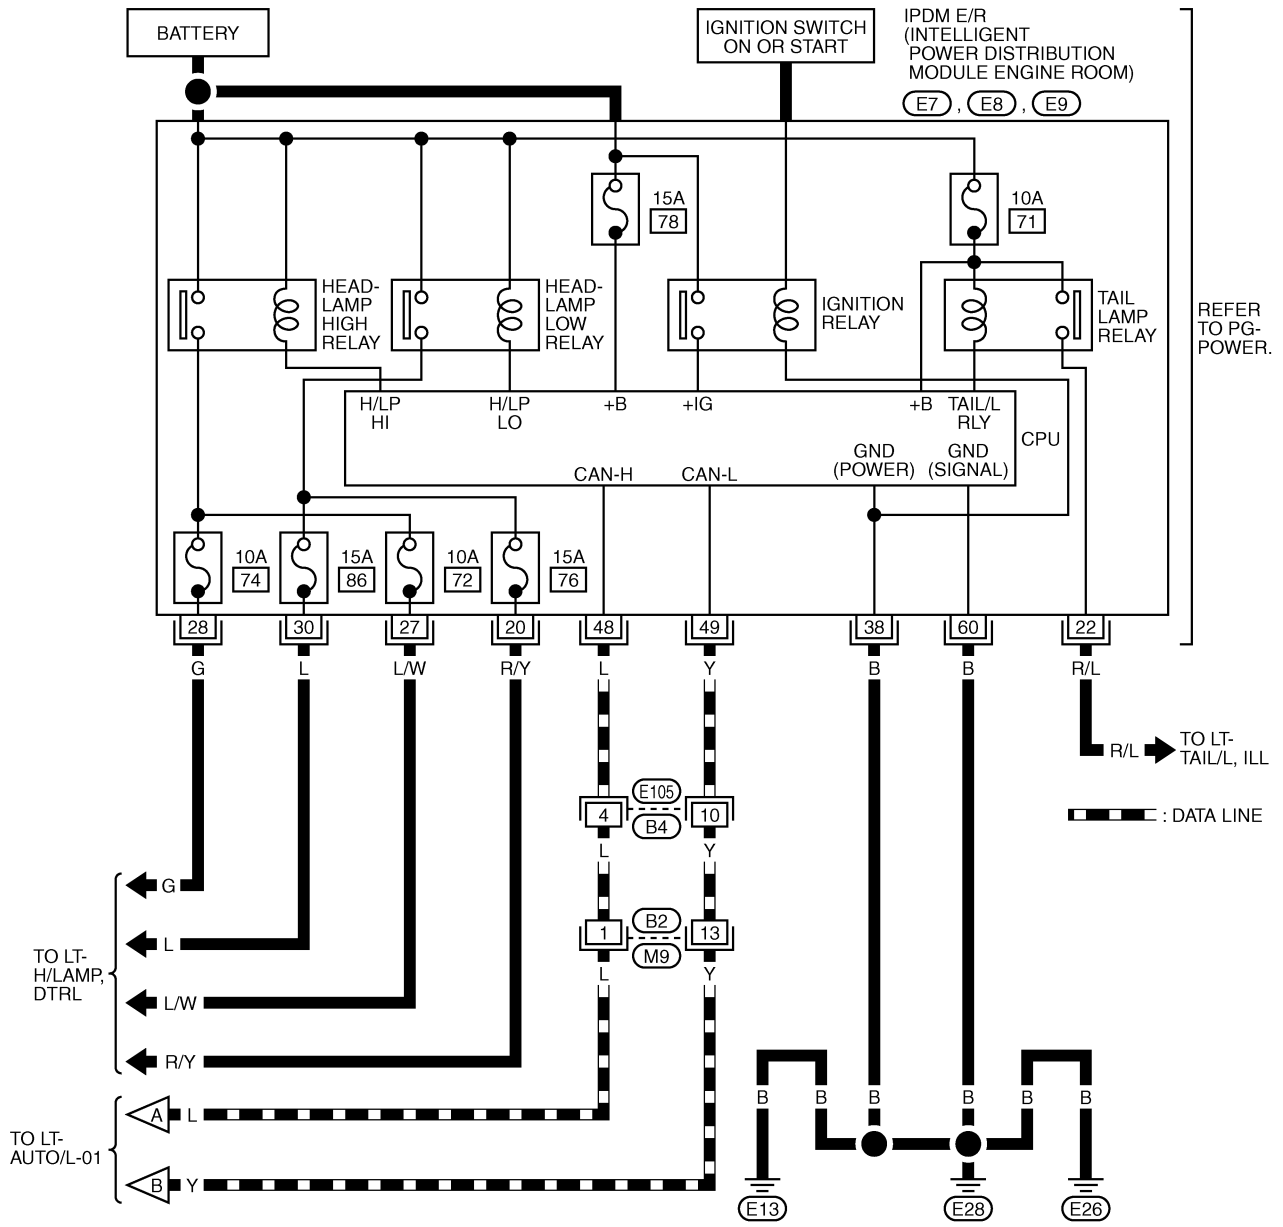 BATTERY
IGNITION SWITCH
ON OR START
IPDM E/R
(INTELLIGENT
POWER DISTRIBUTION
MODULE ENGINE ROOM)
E7 , E8 , E9
15A
78
10A
71
HEAD-
LAMP
HIGH
RELAY
HEAD-
LAMP
LOW
RELAY
IGNITION
RELAY
TAIL
LAMP
RELAY
REFER
TO PG-
POWER.
H/LP
HI
H/LP
LO
+B
+IG
+B
TAIL/L
RLY
CPU
GND
(POWER)
GND
(SIGNAL)
CAN-H
CAN-L
10A
74
15A
86
10A
72
15A
76
28
30
27
20
48
49
38
60
22
G
L
L/W
R/Y
L
Y
B
B
R/L
R/L
TO LT-
TAIL/L, ILL
E105
4
10
B4
: DATA LINE
L
Y
G
B2
1
13
M9
L
L
Y
TO LT-
H/LAMP,
DTRL
L/W
R/Y
B
B
B
B
B
B
A
L
TO LT-
AUTO/L-01
B
Y
E13
E28
E26